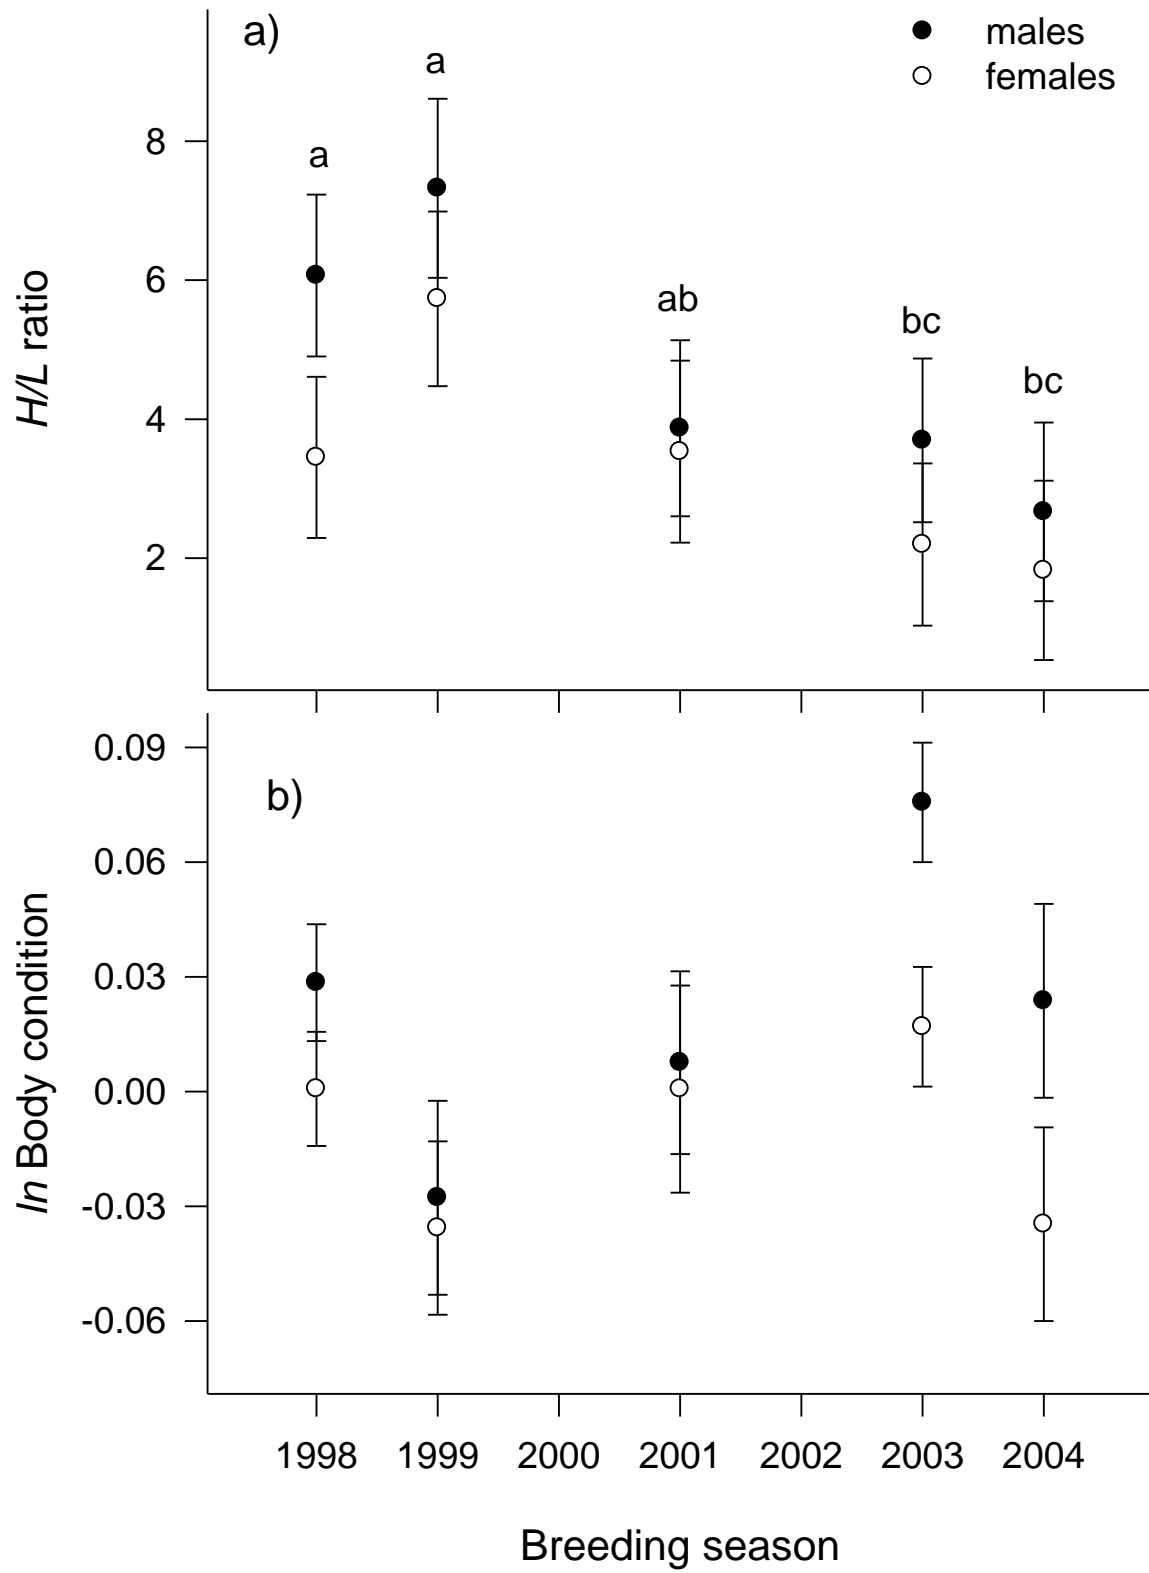 a)
males
females
a
a
ab
bc
bc
8
6
4
2
H/L ratio
b)
0.09
0.06
0.03
0.00
-0.03
-0.06
ln Body condition
1998 1999 2000 2001 2002 2003 2004
Breeding season